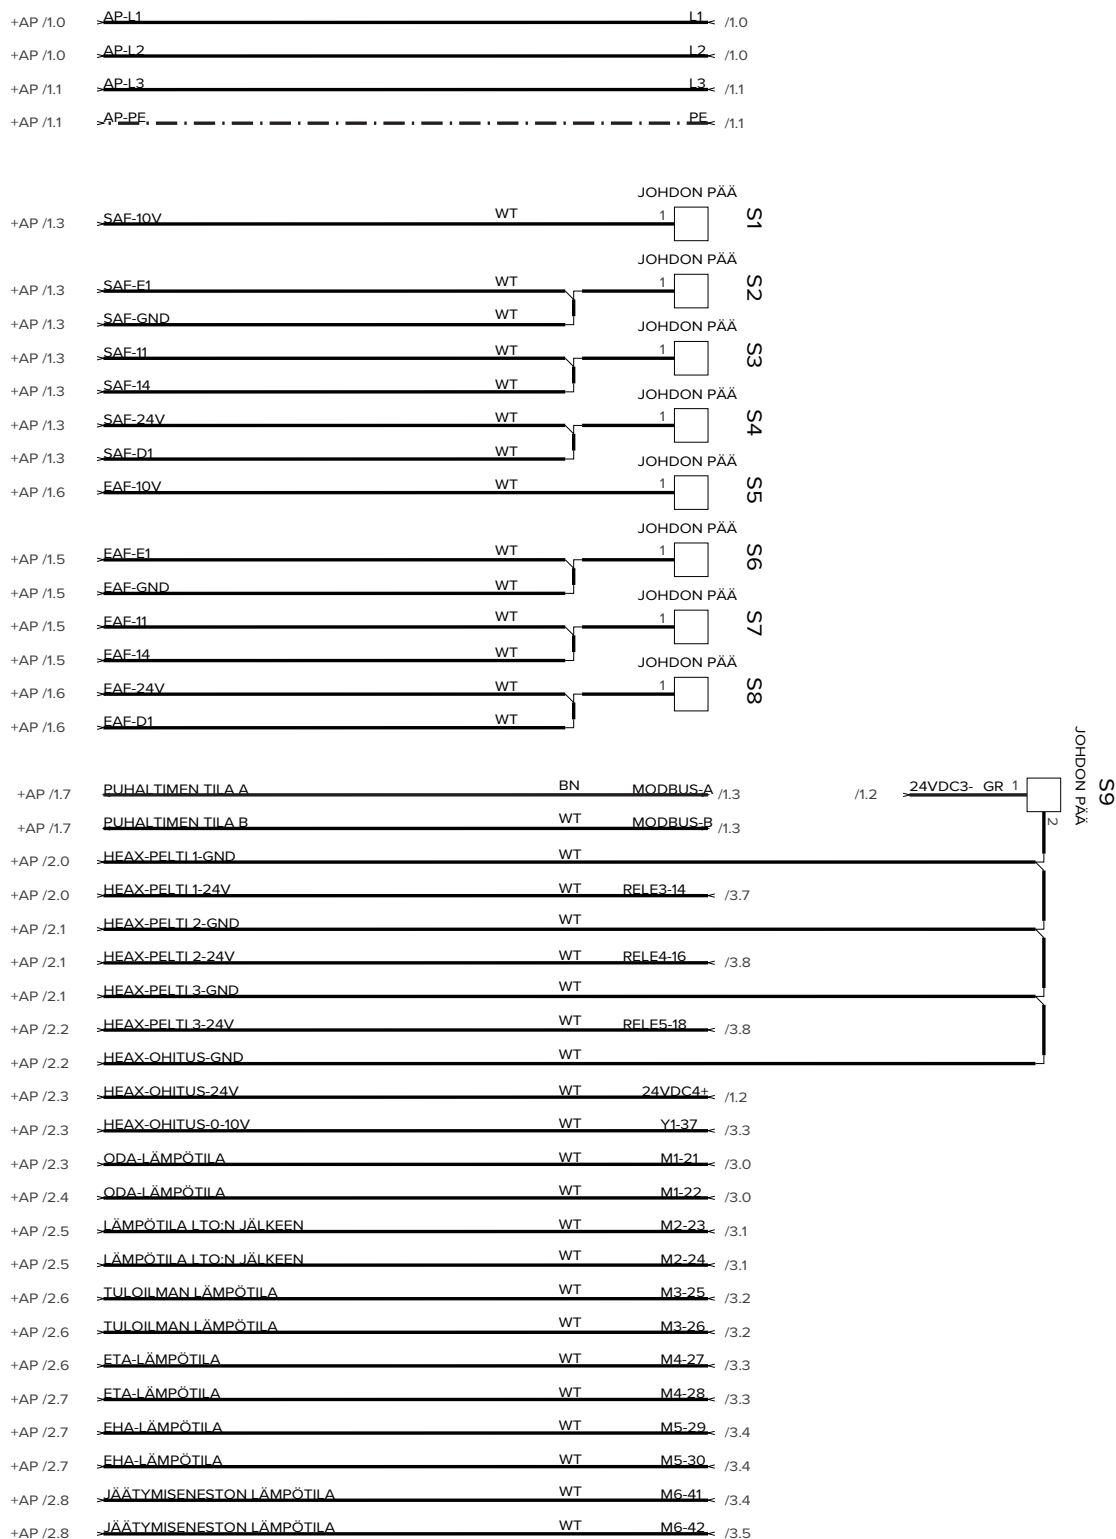 +AP /1.0 AP-L1 L1 /1.0
+AP /1.0 AP-L2 L2 /1.0
+AP /1.1 AP-L3 L3 /1.1
+AP /1.1 AP-PE PE /1.1
JOHDON PÄÄ
+AP /1.3 SAF-10V WT 1 S1
JOHDON PÄÄ
+AP /1.3 SAF-E1 WT 1 S2
+AP /1.3 SAF-GND WT
JOHDON PÄÄ
+AP /1.3 SAF-11 WT 1 S3
+AP /1.3 SAF-14 WT
JOHDON PÄÄ
+AP /1.3 SAF-24V WT 1 S4
+AP /1.3 SAF-D1 WT
JOHDON PÄÄ
+AP /1.6 EAF-10V WT 1 S5
JOHDON PÄÄ
+AP /1.5 EAF-E1 WT 1 S6
+AP /1.5 EAF-GND WT
JOHDON PÄÄ
+AP /1.5 EAF-11 WT 1 S7
+AP /1.5 EAF-14 WT
JOHDON PÄÄ
+AP /1.6 EAF-24V WT 1 S8
+AP /1.6 EAF-D1 WT
+AP /1.7 PUHALTIMEN TILA A BN MODBUS-A /1.3 /1.2 24VDC3- GR 1 JOHDON PÄÄ S9
+AP /1.7 PUHALTIMEN TILA B WT MODBUS-B /1.3 2
+AP /2.0 HEAX-PELTI 1-GND WT
+AP /2.0 HEAX-PELTI 1-24V WT RELE3-14 /3.7
+AP /2.1 HEAX-PELTI 2-GND WT
+AP /2.1 HEAX-PELTI 2-24V WT RELE4-16 /3.8
+AP /2.1 HEAX-PELTI 3-GND WT
+AP /2.2 HEAX-PELTI 3-24V WT RELE5-18 /3.8
+AP /2.2 HEAX-OHITUS-GND WT
+AP /2.3 HEAX-OHITUS-24V WT 24VDC4+ /1.2
+AP /2.3 HEAX-OHITUS-0-10V WT Y1-37 /3.3
+AP /2.3 ODA-LÄMPÖTILA WT M1-21 /3.0
+AP /2.4 ODA-LÄMPÖTILA WT M1-22 /3.0
+AP /2.5 LÄMPÖTILA LTO:N JÄLKEEN WT M2-23 /3.1
+AP /2.5 LÄMPÖTILA LTO:N JÄLKEEN WT M2-24 /3.1
+AP /2.6 TULOILMAN LÄMPÖTILA WT M3-25 /3.2
+AP /2.6 TULOILMAN LÄMPÖTILA WT M3-26 /3.2
+AP /2.6 ETA-LÄMPÖTILA WT M4-27 /3.3
+AP /2.7 ETA-LÄMPÖTILA WT M4-28 /3.3
+AP /2.7 EHA-LÄMPÖTILA WT M5-29 /3.4
+AP /2.7 EHA-LÄMPÖTILA WT M5-30 /3.4
+AP /2.8 JÄÄTYMISENESTON LÄMPÖTILA WT M6-41 /3.4
+AP /2.8 JÄÄTYMISENESTON LÄMPÖTILA WT M6-42 /3.5